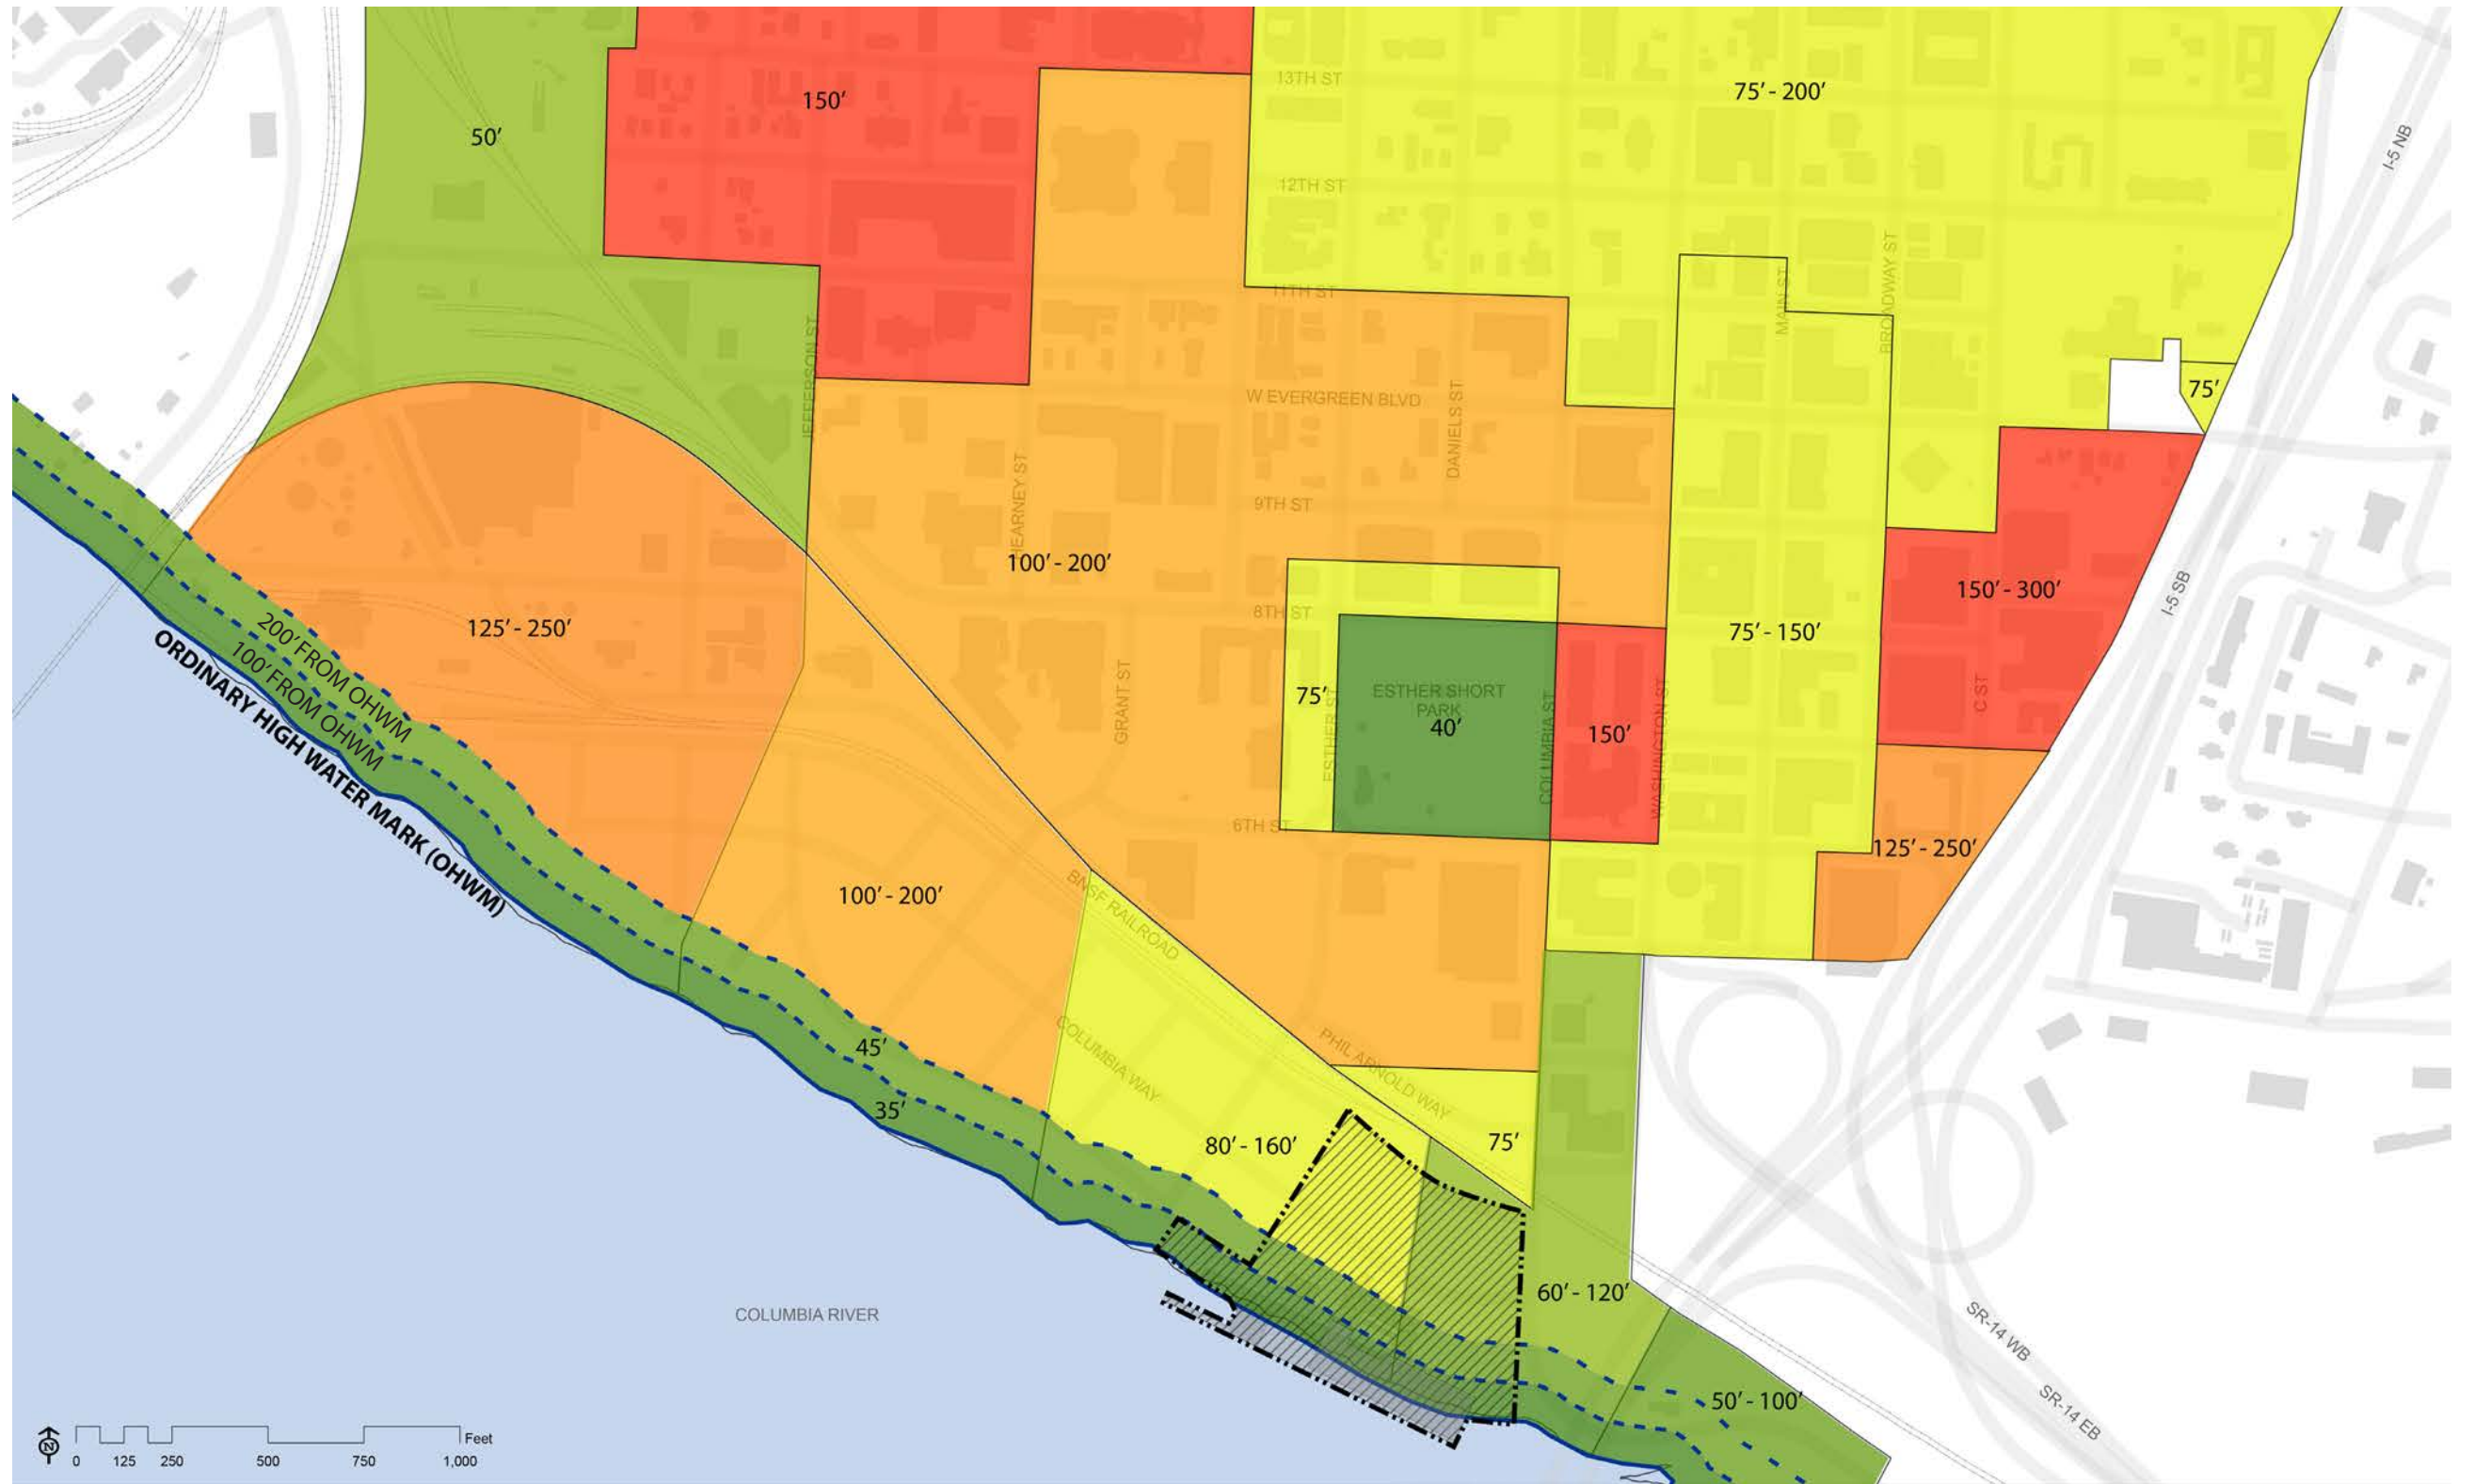 13TH ST
75' - 200'
150'
50'
I-5 NB
12TH ST
BROADWAY ST
MAIN ST
11TH ST
JEFFERSON ST
75'
W EVERGREEN BLVD
DANIELS ST
HEARNEY ST
9TH ST
100' - 200'
150' - 300'
I-5 SB
8TH ST
125' - 250'
75' - 150'
200' FROM OHWM
100' FROM OHWM
ORDINARY HIGH WATER MARK (OHWM)
GRANT ST
75'
ESTHER ST
ESTHER SHORT
PARK
40'
COLUMBIA ST
150'
WASHINGTON ST
C ST
6TH ST
125' - 250'
100' - 200'
BNSF RAILROAD
45'
35'
COLUMBIA WAY
PHIL ARNOLD WAY
80' - 160'
75'
60' - 120'
COLUMBIA RIVER
SR-14 WB
50' - 100'
SR-14 EB
N
Feet
0 125 250 500 750 1,000